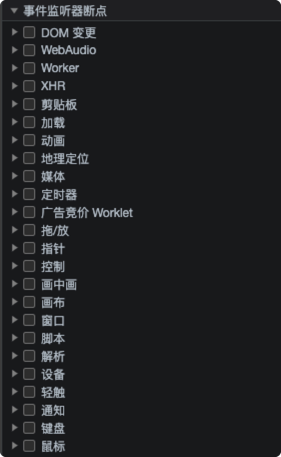 事件监听器断点
DOM 变更
WebAudio
Worker
XHR
剪贴板
加载
动画
地理定位
媒体
定时器
广告竞价 Worklet
拖/放
指针
控制
画中画
画布
窗口
脚本
解析
设备
轻触
通知
键盘
鼠标